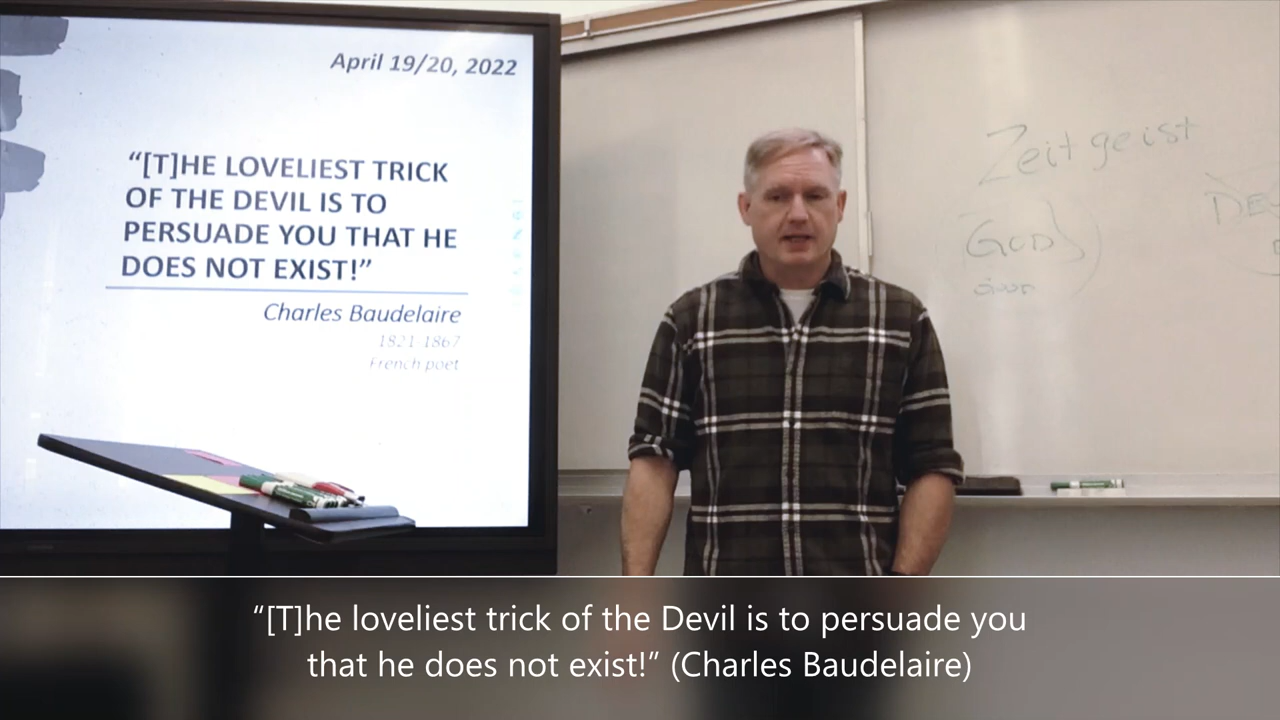 April 19/20, 2022
“[T]HE LOVELIEST TRICK
OF THE DEVIL IS TO
PERSUADE YOU THAT HE
DOES NOT EXIST!”
Charles Baudelaire
1821-1867
French poet
Zeitgeist
“[T]he loveliest trick of the Devil is to persuade you
that he does not exist!” (Charles Baudelaire)